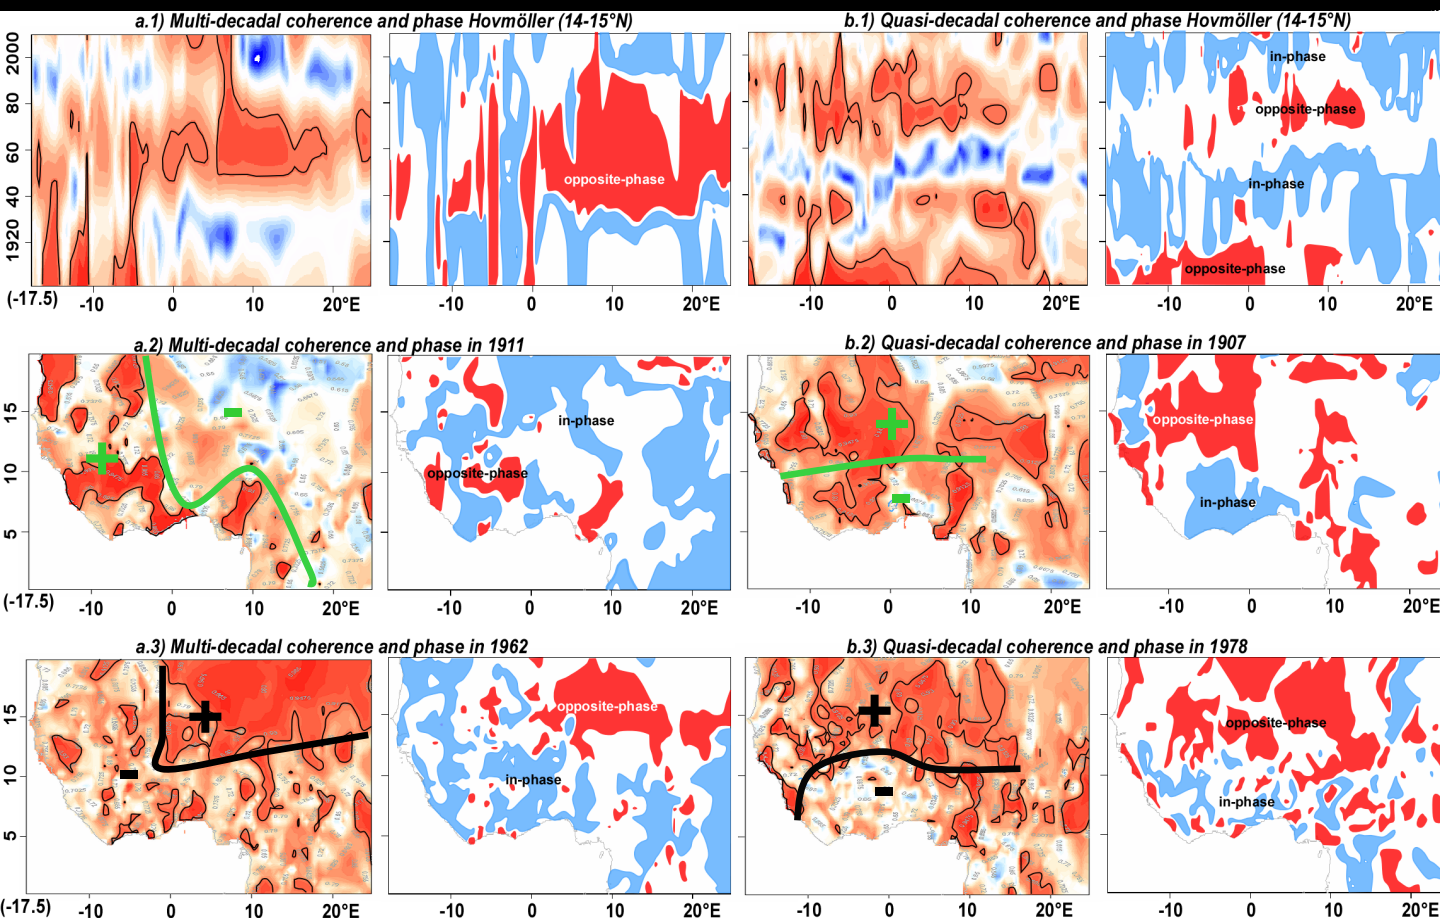 a.1) Multi-decadal coherence and phase Hovmöller (14-15°N)
b.1) Quasi-decadal coherence and phase Hovmöller (14-15°N)
2000
80
60
40
1920
opposite-phase
in-phase
opposite-phase
in-phase
opposite-phase
(-17.5)
-10 0 10 20°E
-10 0 10 20°E
-10 0 10 20°E
-10 0 10 20°E
a.2) Multi-decadal coherence and phase in 1911
b.2) Quasi-decadal coherence and phase in 1907
15
10
5
+
-
in-phase
opposite-phase
+
-
opposite-phase
in-phase
(-17.5)
-10 0 10 20°E
-10 0 10 20°E
-10 0 10 20°E
-10 0 10 20°E
a.3) Multi-decadal coherence and phase in 1962
b.3) Quasi-decadal coherence and phase in 1978
15
10
5
+
-
opposite-phase
in-phase
+
-
opposite-phase
in-phase
(-17.5)
-10 0 10 20°E
-10 0 10 20°E
-10 0 10 20°E
-10 0 10 20°E